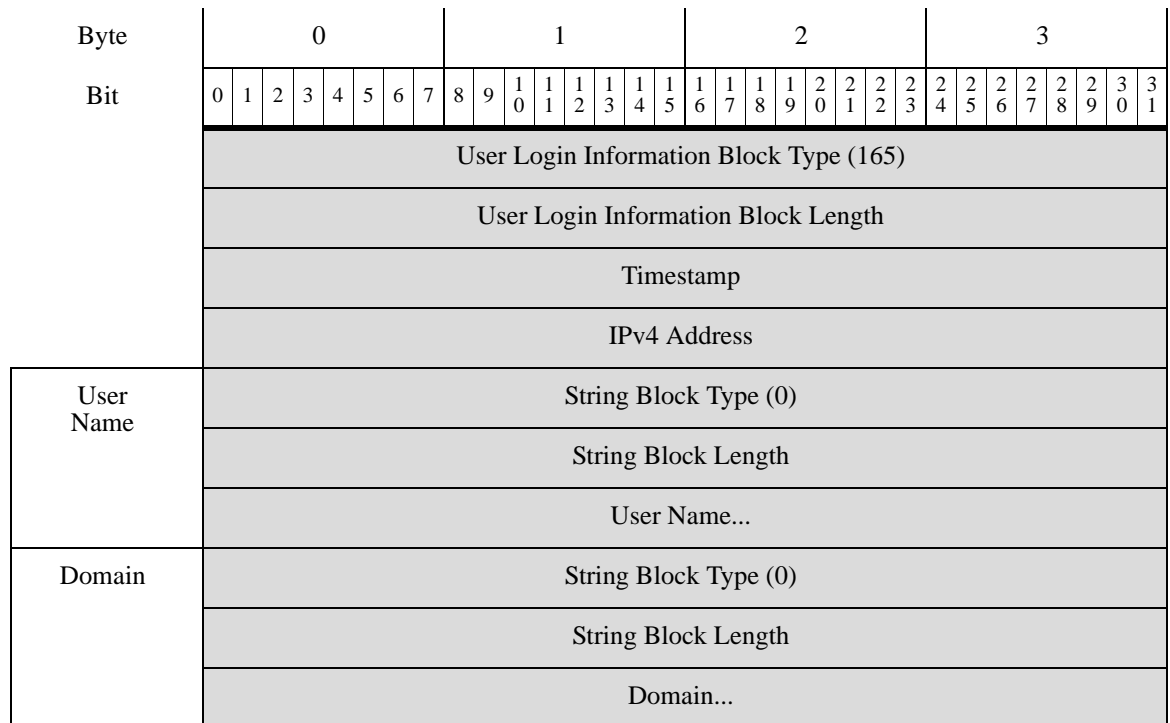 Byte 0 1 2 3
Bit 0 1 2 3 4 5 6 7 8 9 10 11 12 13 14 15 16 17 18 19 20 21 22 23 24 25 26 27 28 29 30 31
User Login Information Block Type (165)
User Login Information Block Length
Timestamp
IPv4 Address
User
Name
String Block Type (0)
String Block Length
User Name...
Domain
String Block Type (0)
String Block Length
Domain...